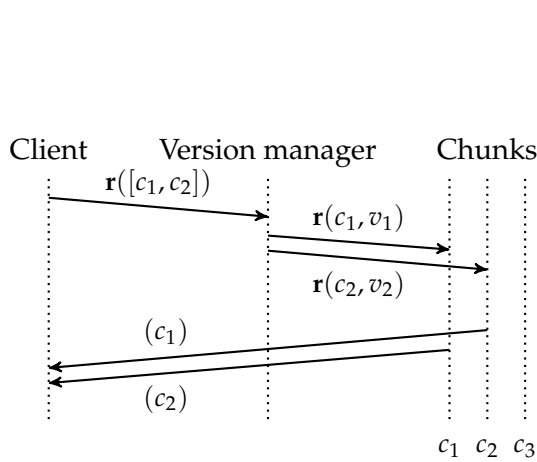 Client Version manager Chunks
r([c₁, c₂])
r(c₁, v₁)
r(c₂, v₂)
(c₁)
(c₂)
c₁ c₂ c₃